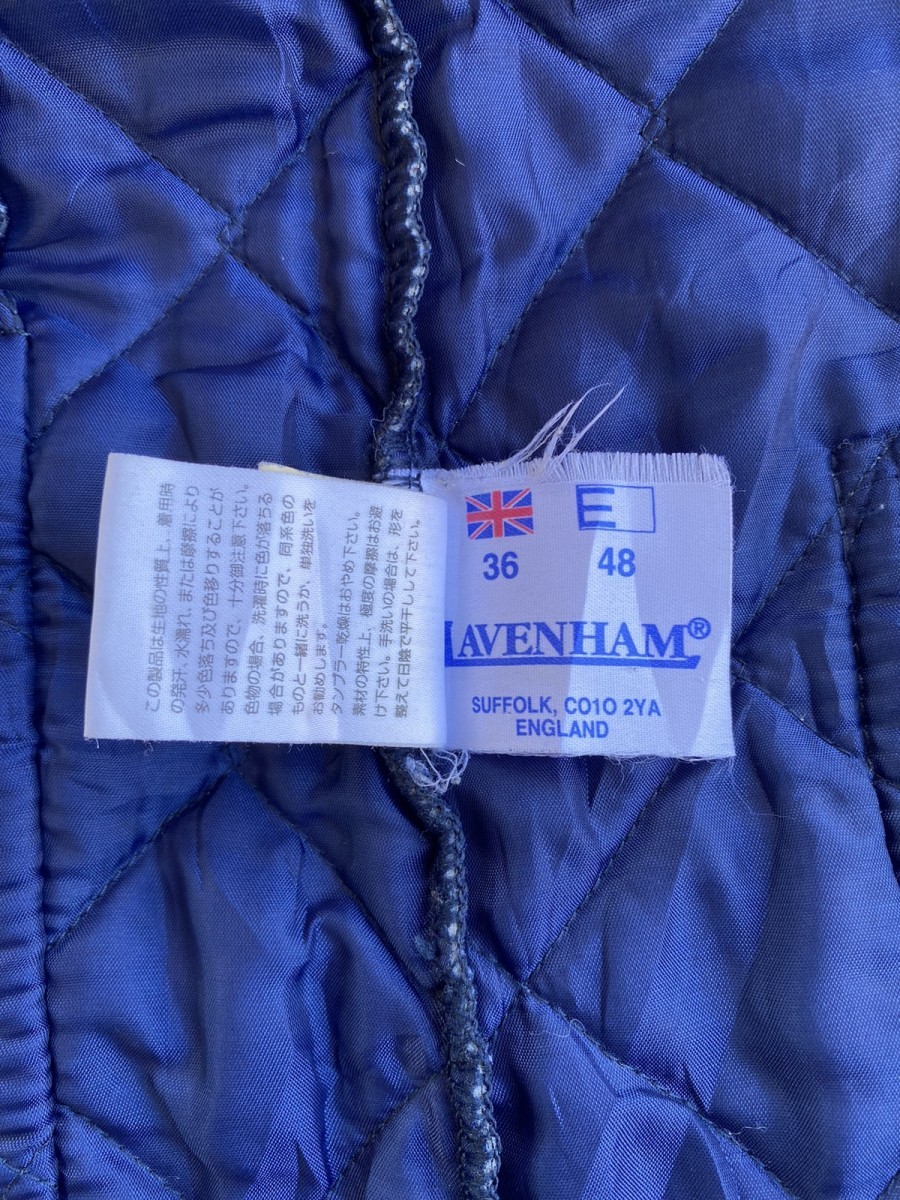 この製品は生地の性質上、着用時
の発汗、水濡れ、または摩擦により
多少色落ち及び色移りすることが
ありますので、十分御注意下さい。
色物の場合、洗濯時に色が落ちる
場合がありますので、同系色の
ものと一緒に洗うか、単独洗いを
お勧めします。
タンブラー乾燥はおやめ下さい。
素材の特性上、極度の摩擦はお避
け下さい。手洗いの場合は、形を
整えて日陰で平干しして下さい。
E
36 48
LAVENHAM®
SUFFOLK, CO10 2YA
ENGLAND